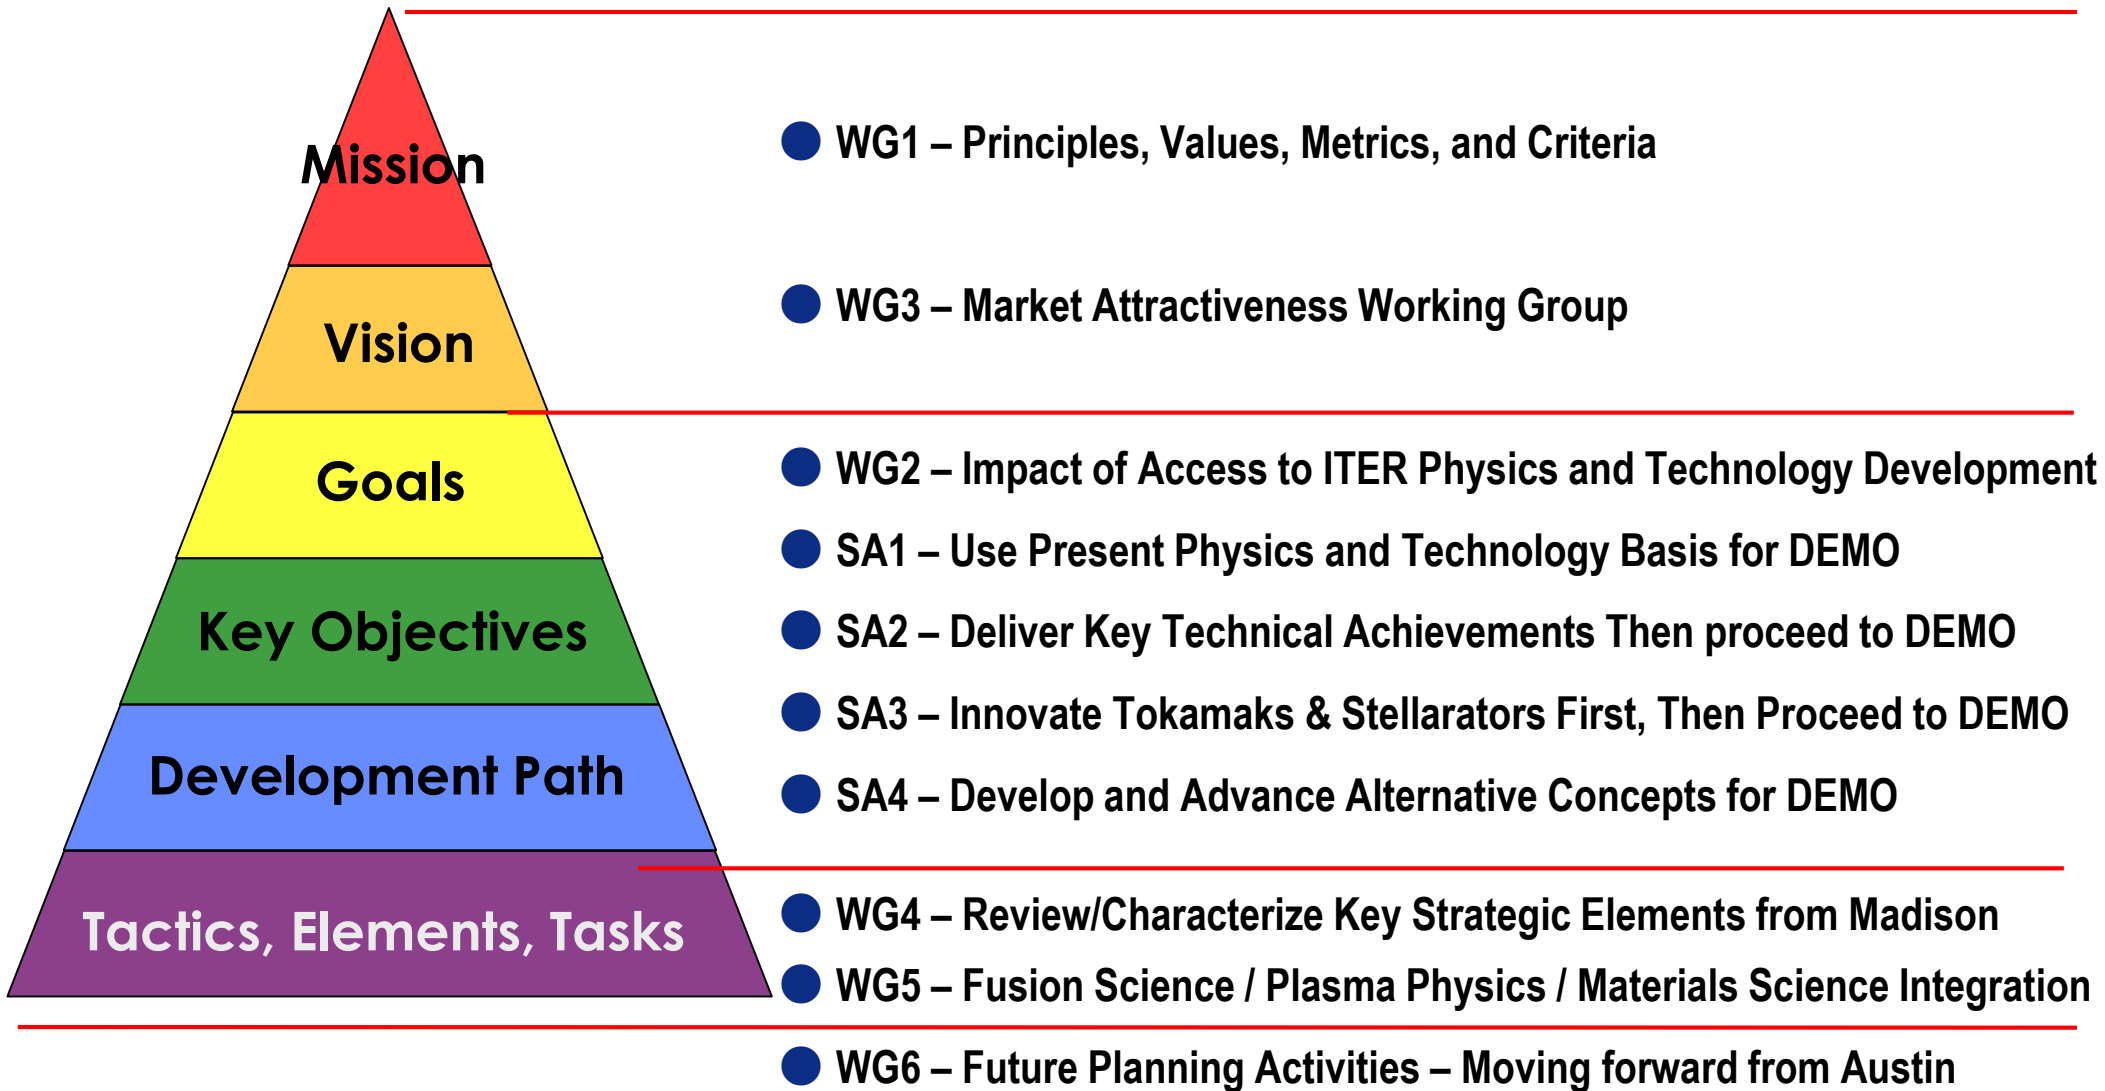 Mission
WG1 – Principles, Values, Metrics, and Criteria
WG3 – Market Attractiveness Working Group
Vision
WG2 – Impact of Access to ITER Physics and Technology Development
Goals
SA1 – Use Present Physics and Technology Basis for DEMO
Key Objectives
SA2 – Deliver Key Technical Achievements Then proceed to DEMO
SA3 – Innovate Tokamaks & Stellarators First, Then Proceed to DEMO
Development Path
SA4 – Develop and Advance Alternative Concepts for DEMO
Tactics, Elements, Tasks
WG4 – Review/Characterize Key Strategic Elements from Madison
WG5 – Fusion Science / Plasma Physics / Materials Science Integration
WG6 – Future Planning Activities – Moving forward from Austin